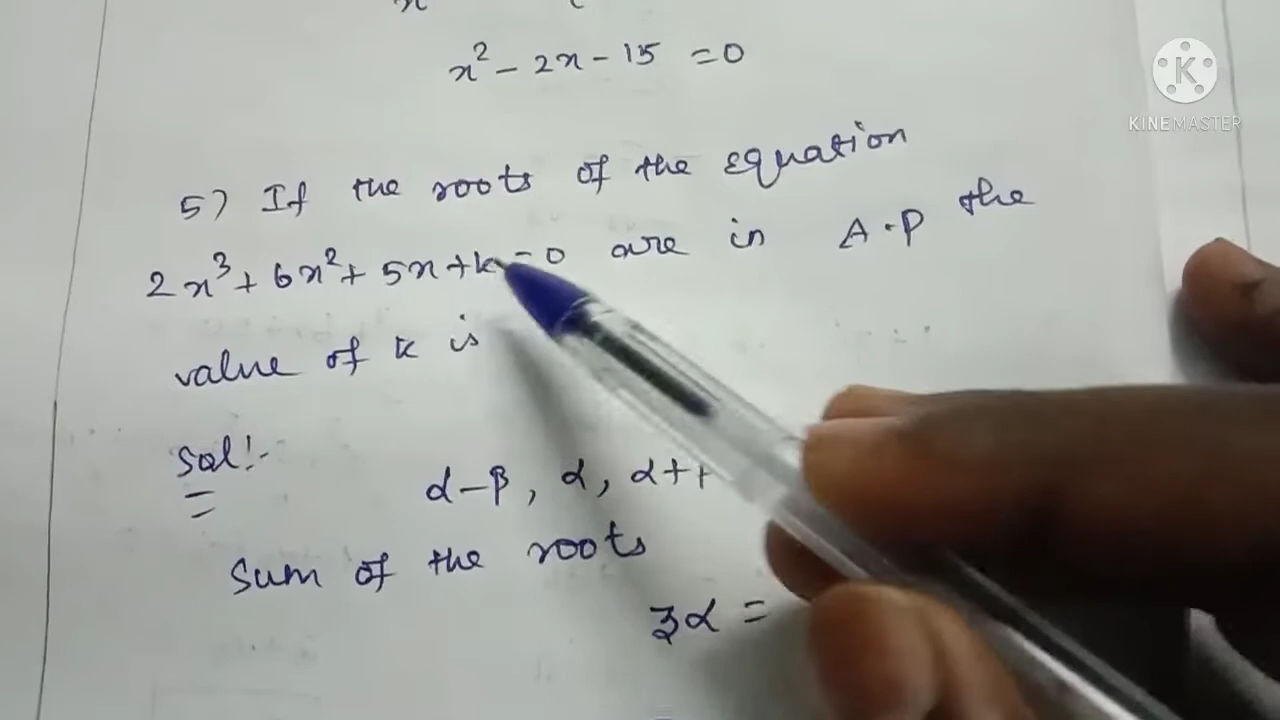 x² - 2x - 15 = 0
KINEMASTER
5) If the roots of the equation
2x³ + 6x² + 5x + k = 0 are in A.P the
value of k is
Sol:-
α-β, α, α+
Sum of the roots
3α =